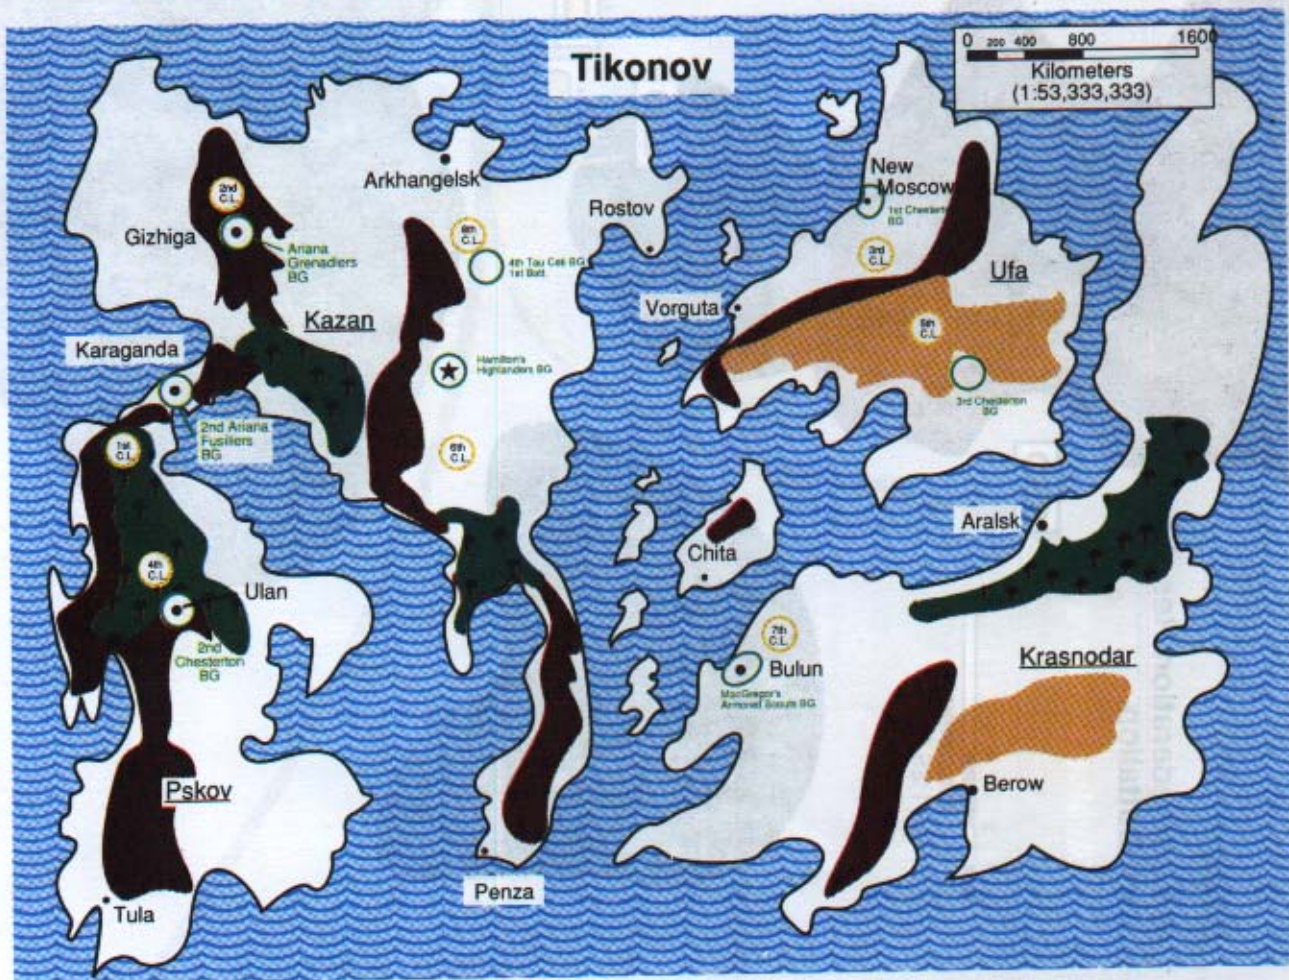 Tikonov
0 200 400 800 1600
Kilometers
(1:53,333,333)
Arkhangelsk
New
Moscow
1st Chesterton
BG
2nd
C.L.
Rostov
Gizhiga
Ariana
Grenadiers
BG
C.L.
4th Tau Ceti BG
1st Batt
3rd
C.L.
Ufa
Kazan
Vorguta
C.L.
Karaganda
Hamilton's
Highlanders BG
3rd Chesterton
BG
2nd Ariana
Fusiliers
BG
1st
C.L.
6th
C.L.
Aralsk
Chita
4th
C.L.
Ulan
2nd
Chesterton
BG
7th
C.L.
Bulun
MacGregor's
Armored Scouts BG
Krasnodar
Pskov
Berow
Penza
Tula